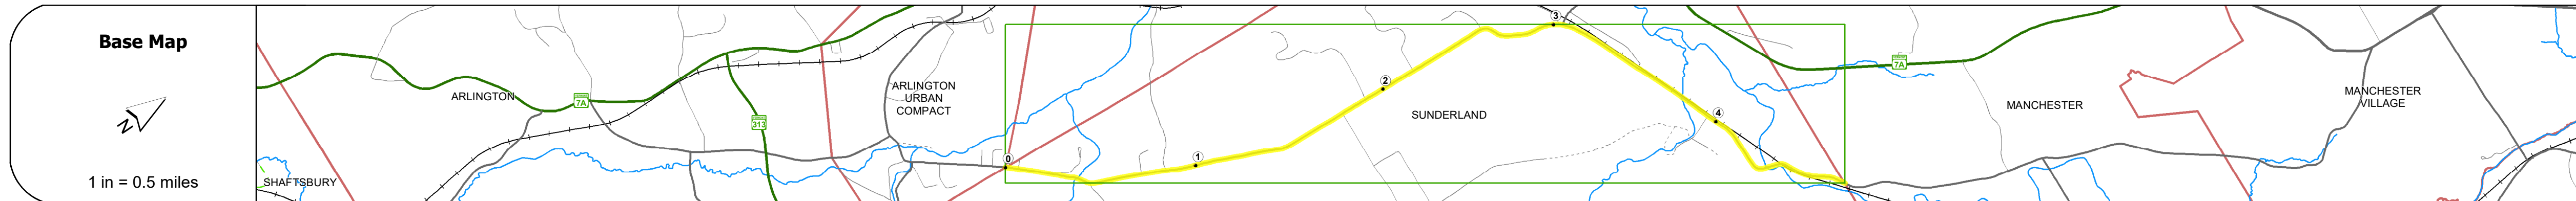 Base Map
N
1 in = 0.5 miles
SHAFTSBURY
ARLINGTON
7A
313
ARLINGTON
URBAN
COMPACT
0
1
2
3
4
SUNDERLAND
7A
MANCHESTER
MANCHESTER
VILLAGE